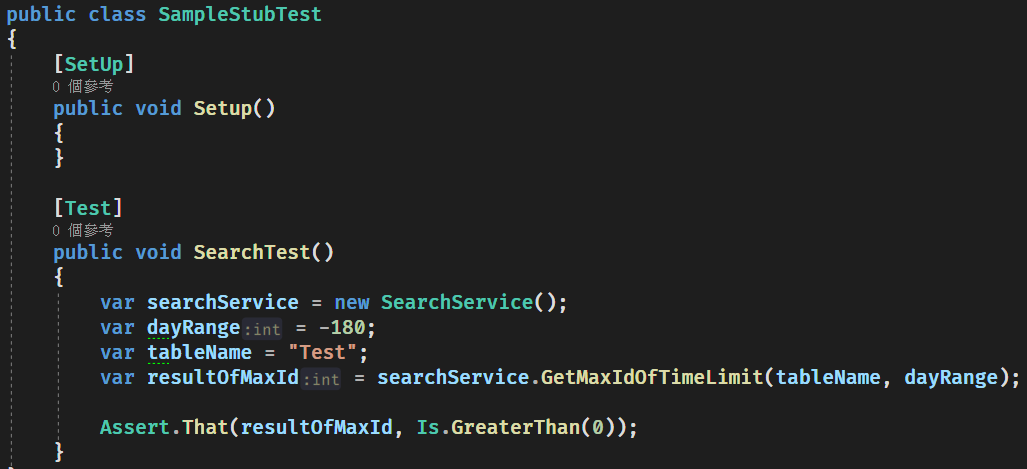 public class SampleStubTest
{
[SetUp]
0 個參考
public void Setup()
{
}
[Test]
0 個參考
public void SearchTest()
{
var searchService = new SearchService();
var dayRange:int = -180;
var tableName = "Test";
var resultOfMaxId:int = searchService.GetMaxIdOfTimeLimit(tableName, dayRange);
Assert.That(resultOfMaxId, Is.GreaterThan(0));
}